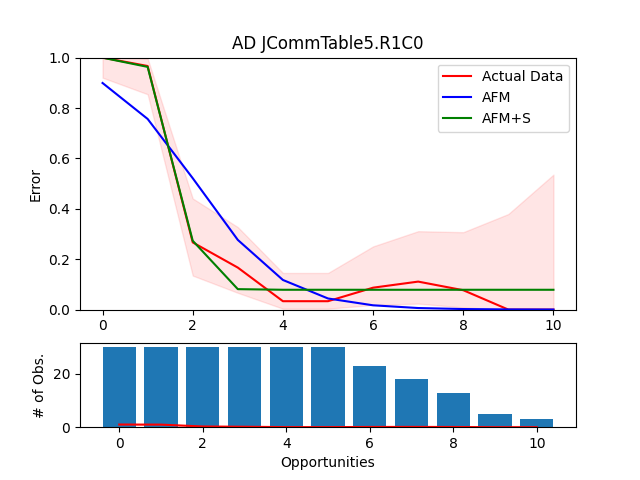 AD JCommTable5.R1C0
1.0
0.8
0.6
0.4
0.2
0.0
Error
Actual Data
AFM
AFM+S
0 2 4 6 8 10
20
0
# of Obs.
0 2 4 6 8 10
Opportunities